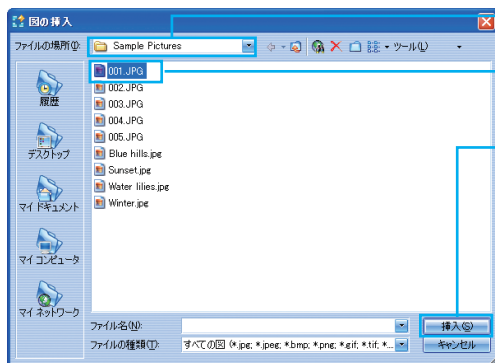 図の挿入
ファイルの場所(I): Sample Pictures ツール(L)
001.JPG
002.JPG
003.JPG
004.JPG
005.JPG
Blue hills.jpg
Sunset.jpg
Water lilies.jpg
Winter.jpg
履歴
デスクトップ
マイ ドキュメント
マイ コンピュータ
マイ ネットワーク
ファイル名(N): 挿入(S)
ファイルの種類(T): すべての図 (*.jpg; *.jpeg; *.bmp; *.png; *.gif; *.tif; *... キャンセル